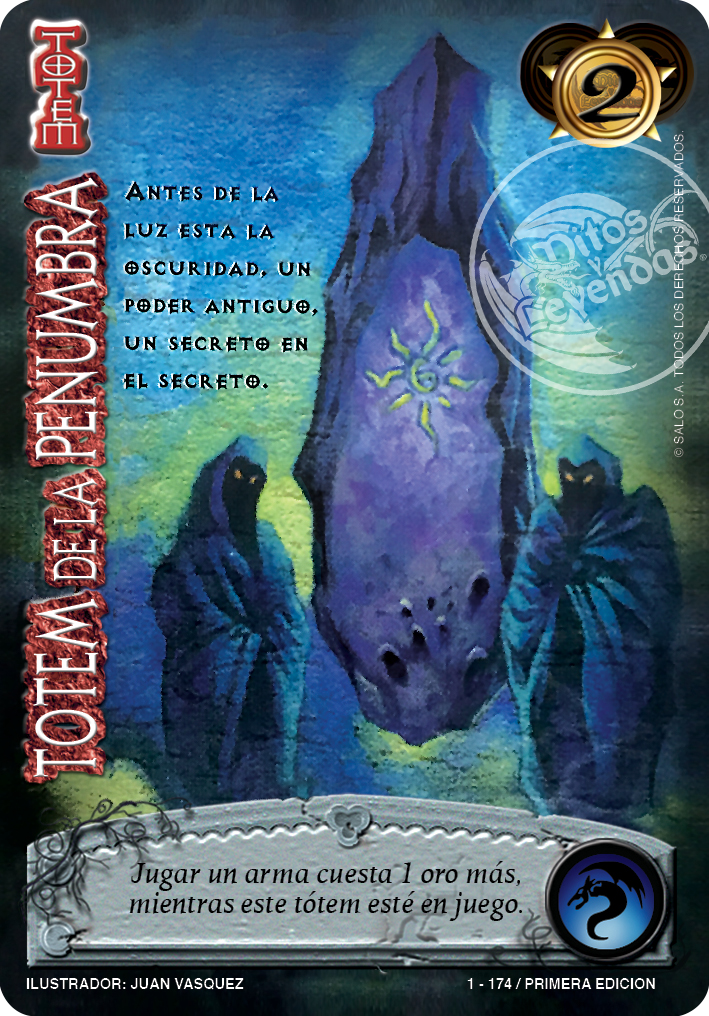 TOTEM
2
TOTEM DE LA PENUMBRA
ANTES DE LA
LUZ ESTA LA
OSCURIDAD, UN
PODER ANTIGUO,
UN SECRETO EN
EL SECRETO.
Mitos
y
Leyendas®
© SALO S.A. TODOS LOS DERECHOS RESERVADOS.
Jugar un arma cuesta 1 oro más,
mientras este tótem esté en juego.
ILUSTRADOR: JUAN VASQUEZ
1 - 174 / PRIMERA EDICION